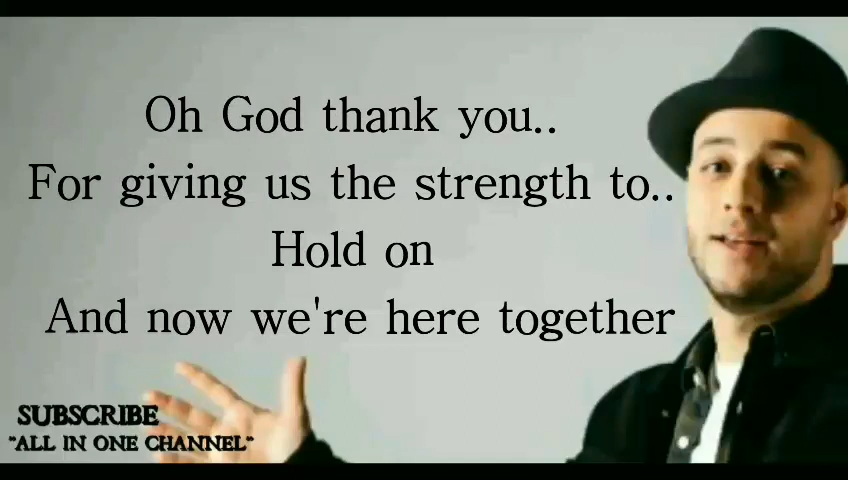 Oh God thank you..
For giving us the strength to..
Hold on
And now we're here together
SUBSCRIBE
"ALL IN ONE CHANNEL"